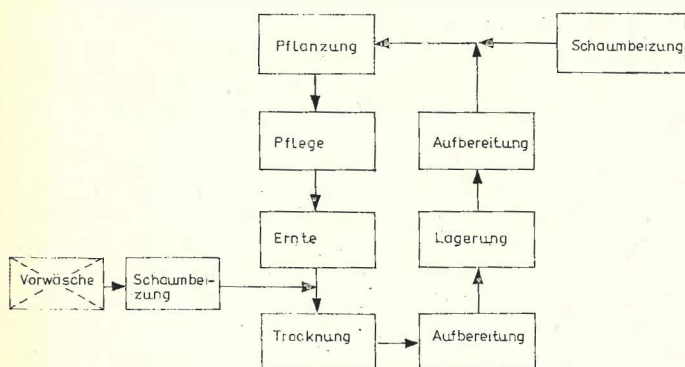 Pflanzung
Schaumbeizung
Pflege
Aufbereitung
Ernte
Lagerung
Vorwäsche
Schaumbei-
zung
Trocknung
Aufbereitung